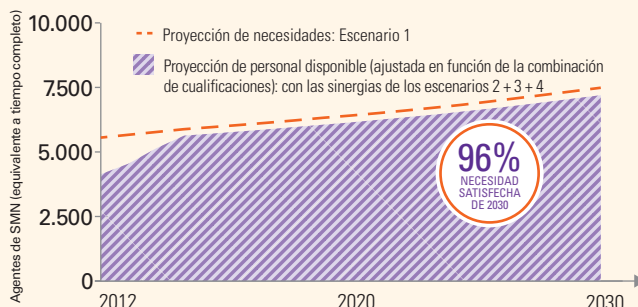 Agentes de SMN (equivalente a tiempo completo)
10.000
7.500
5.000
2.500
0
Proyección de necesidades: Escenario 1
Proyección de personal disponible (ajustada en función de la combinación
de cualificaciones): con las sinergias de los escenarios 2 + 3 + 4
96%
NECESIDAD
SATISFECHA
DE 2030
2012
2020
2030